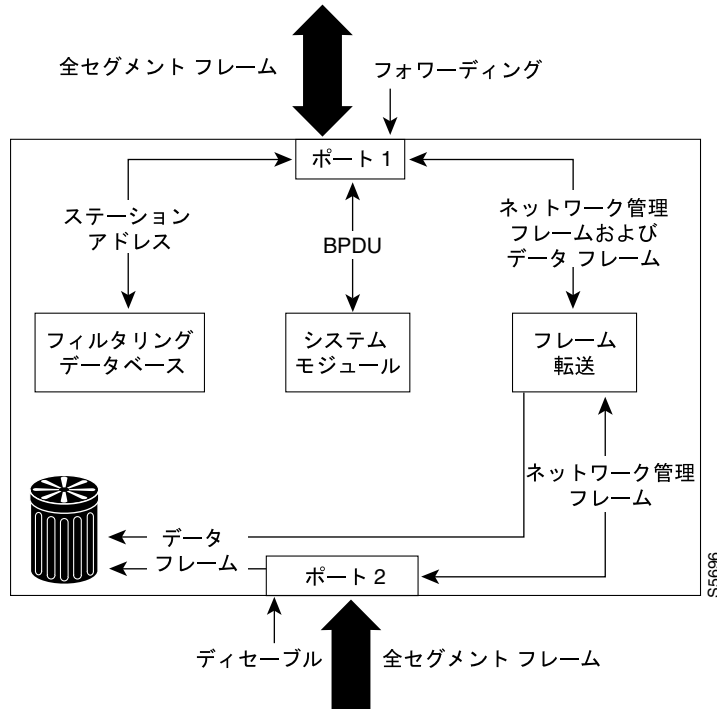 全セグメント フレーム
フォワーディング
ポート 1
ステーション
アドレス
BPDU
ネットワーク管理
フレームおよび
データ フレーム
フィルタリング
データベース
システム
モジュール
フレーム
転送
ネットワーク管理
フレーム
データ
フレーム
ポート 2
S5696
ディセーブル
全セグメント フレーム